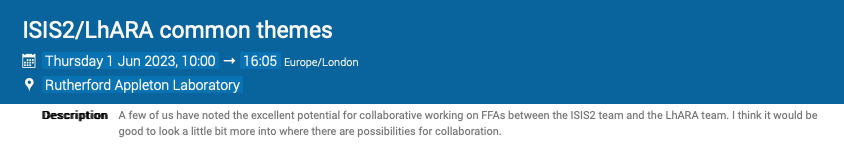 ISIS2/LhARA common themes
Thursday 1 Jun 2023, 10:00 → 16:05 Europe/London
Rutherford Appleton Laboratory
Description A few of us have noted the excellent potential for collaborative working on FFAs between the ISIS2 team and the LhARA team. I think it would be
good to look a little bit more into where there are possibilities for collaboration.